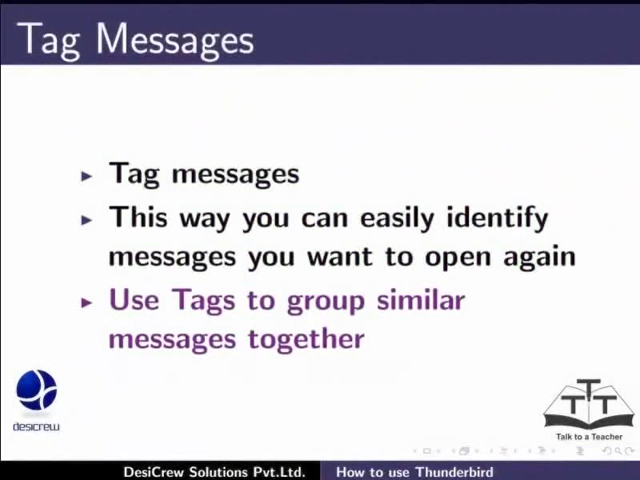 Tag Messages
Tag messages
This way you can easily identify
messages you want to open again
Use Tags to group similar
messages together
desicrew
T T T
Talk to a Teacher
DesiCrew Solutions Pvt.Ltd. How to use Thunderbird